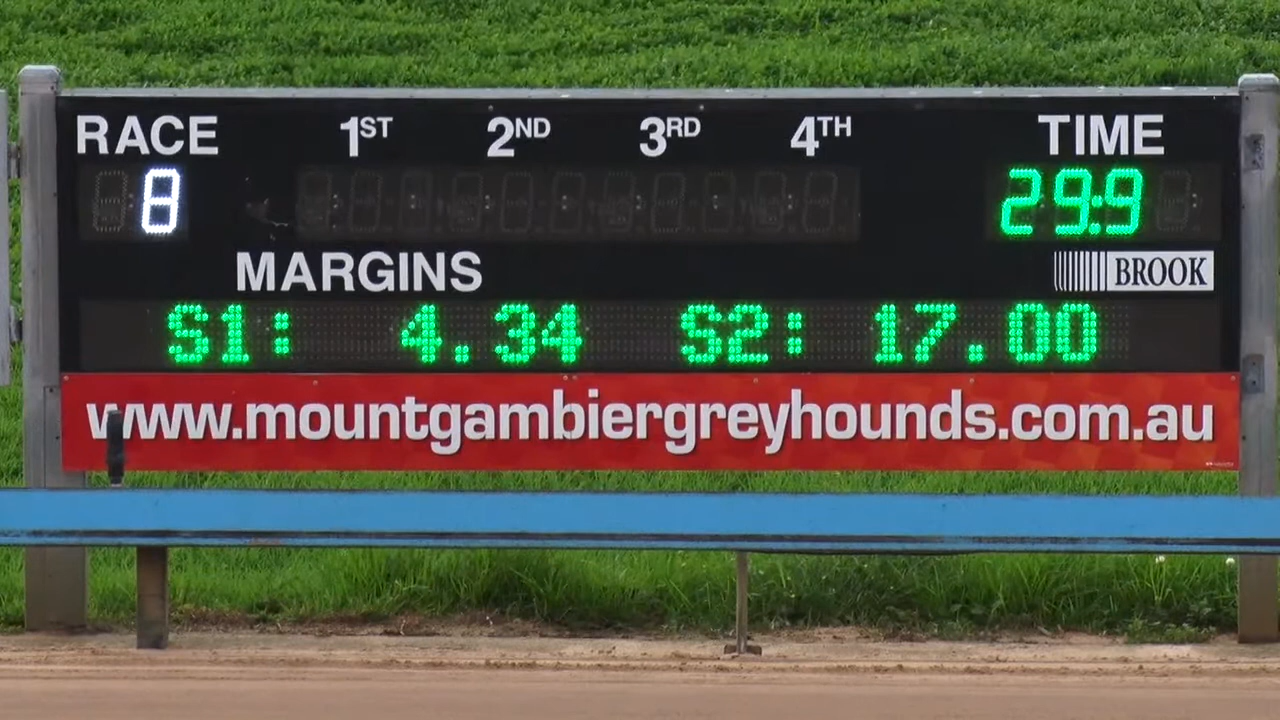 RACE 1ST 2ND 3RD 4TH TIME
8 29:9
MARGINS BROOK
S1: 4.34 S2: 17.00
www.mountgambiergreyhounds.com.au